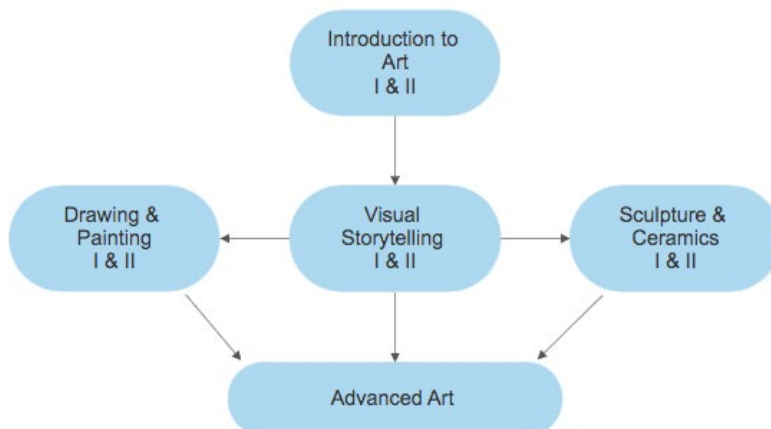 Introduction to
Art
I & II
Drawing &
Painting
I & II
Visual
Storytelling
I & II
Sculpture &
Ceramics
I & II
Advanced Art